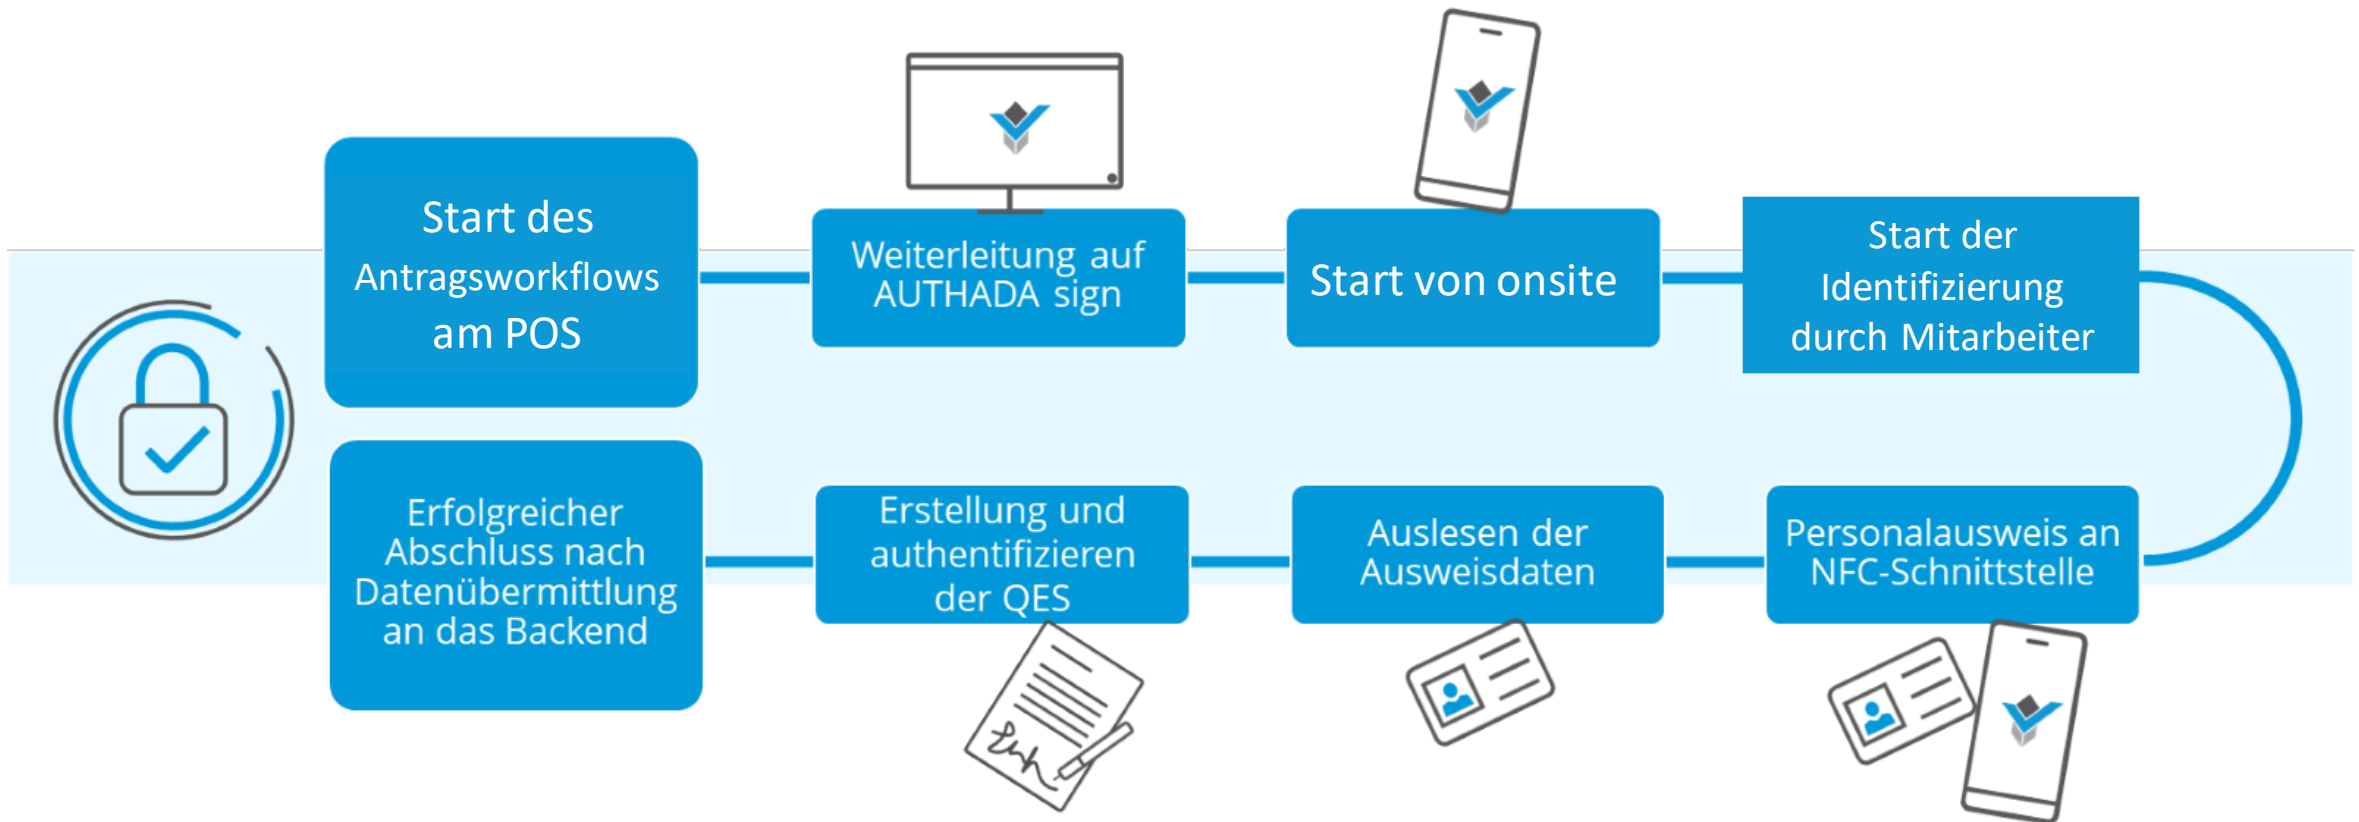 Start des
Antragsworkflows
am POS
Weiterleitung auf
AUTHADA sign
Start von onsite
Start der
Identifizierung
durch Mitarbeiter
Personalausweis an
NFC-Schnittstelle
Auslesen der
Ausweisdaten
Erstellung und
authentifizieren
der QES
Erfolgreicher
Abschluss nach
Datenübermittlung
an das Backend